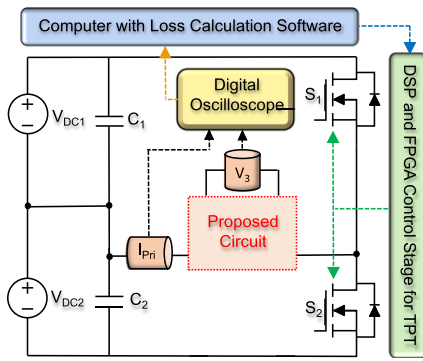 Computer with Loss Calculation Software
Digital
Oscilloscope
S1
VDC1
C1
V3
DSP and FPGA Control Stage for TPT
Proposed
Circuit
IPri
VDC2
C2
S2